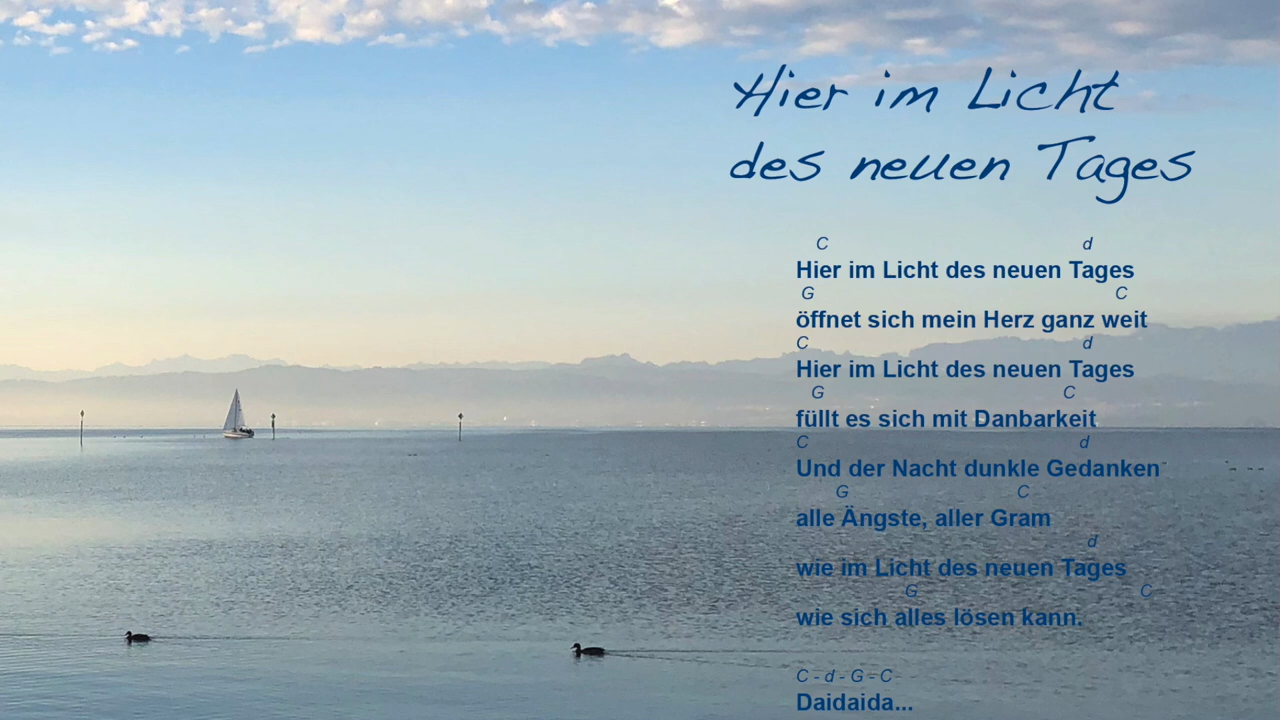 Hier im Licht
des neuen Tages
C d
Hier im Licht des neuen Tages
G C
öffnet sich mein Herz ganz weit
C d
Hier im Licht des neuen Tages
G C
füllt es sich mit Danbarkeit
C d
Und der Nacht dunkle Gedanken
G C
alle Ängste, aller Gram
d
wie im Licht des neuen Tages
G C
wie sich alles lösen kann.
C - d - G - C
Daidaida...